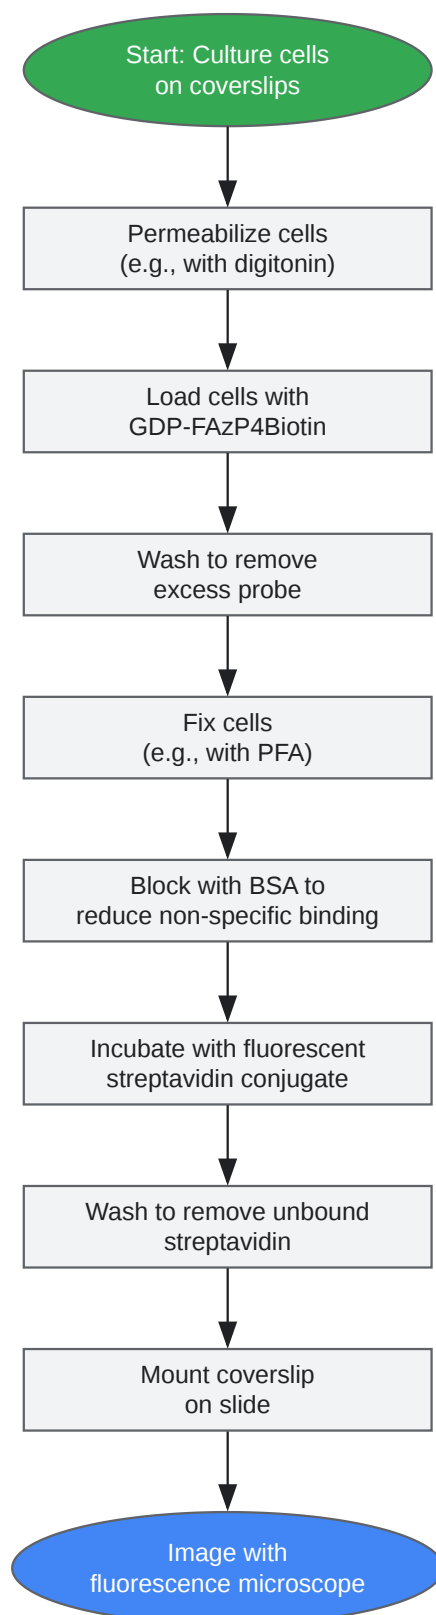 Start: Culture cells
on coverslips
Permeabilize cells
(e.g., with digitonin)
Load cells with
GDP-FAzP4Biotin
Wash to remove
excess probe
Fix cells
(e.g., with PFA)
Block with BSA to
reduce non-specific binding
Incubate with fluorescent
streptavidin conjugate
Wash to remove unbound
streptavidin
Mount coverslip
on slide
Image with
fluorescence microscope